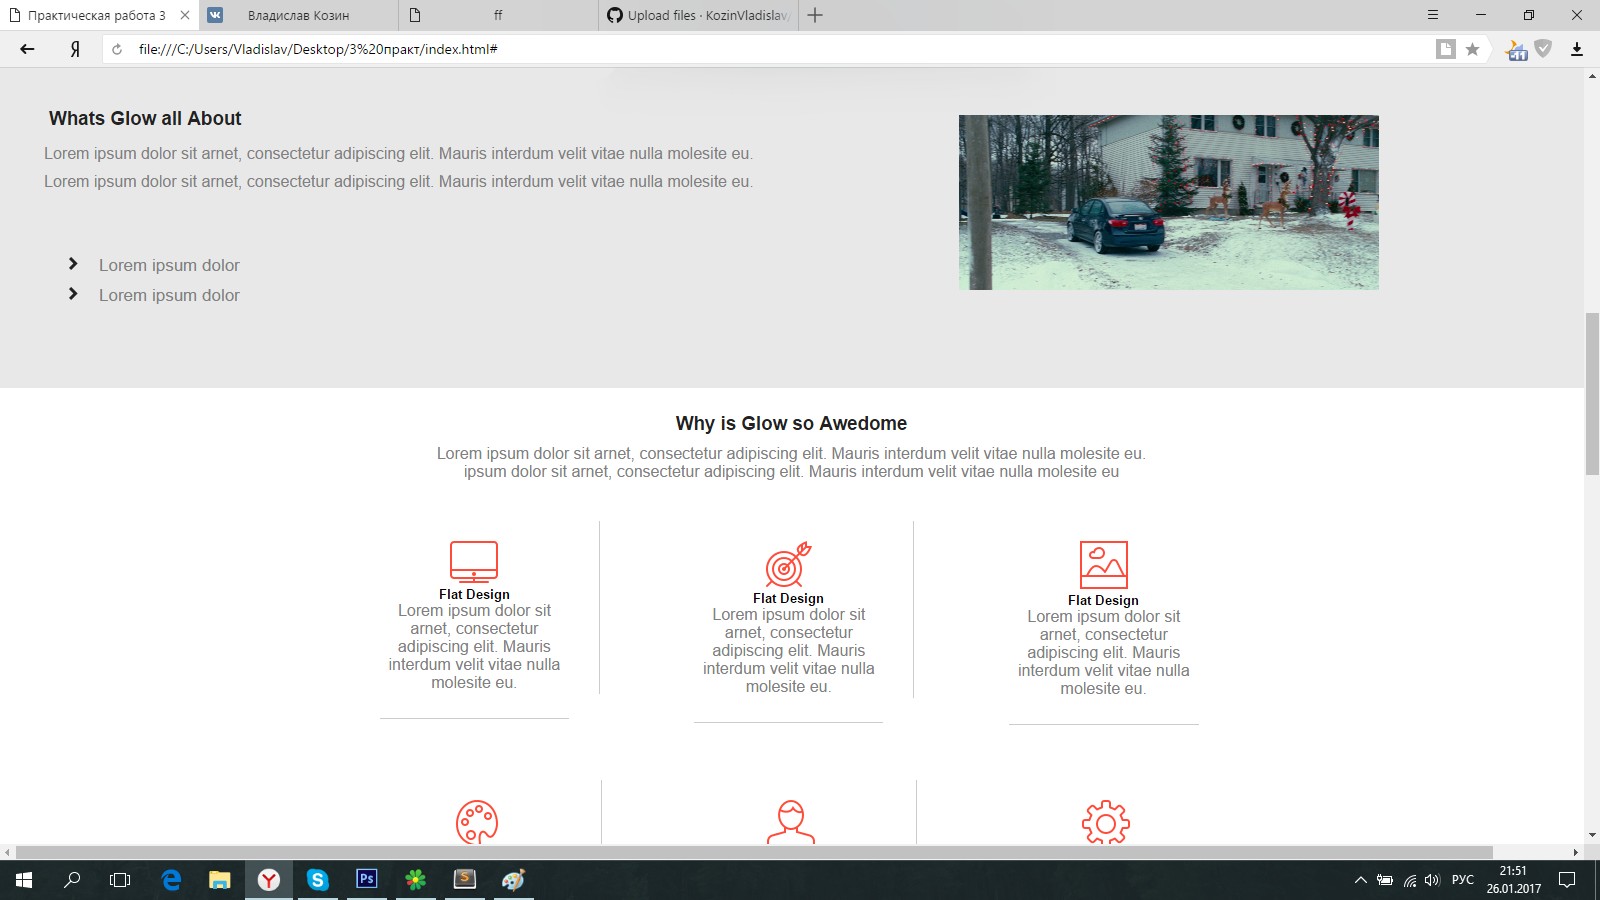 Практическая работа 3
Владислав Козин
ff
Upload files · KozinVladislav/
Я
file:///C:/Users/Vladislav/Desktop/3%20практ/index.html#
Whats Glow all About
Lorem ipsum dolor sit arnet, consectetur adipiscing elit. Mauris interdum velit vitae nulla molesite eu.
Lorem ipsum dolor sit arnet, consectetur adipiscing elit. Mauris interdum velit vitae nulla molesite eu.
Lorem ipsum dolor
Lorem ipsum dolor
Why is Glow so Awedome
Lorem ipsum dolor sit arnet, consectetur adipiscing elit. Mauris interdum velit vitae nulla molesite eu.
ipsum dolor sit arnet, consectetur adipiscing elit. Mauris interdum velit vitae nulla molesite eu
Flat Design
Lorem ipsum dolor sit
arnet, consectetur
adipiscing elit. Mauris
interdum velit vitae nulla
molesite eu.
Flat Design
Lorem ipsum dolor sit
arnet, consectetur
adipiscing elit. Mauris
interdum velit vitae nulla
molesite eu.
Flat Design
Lorem ipsum dolor sit
arnet, consectetur
adipiscing elit. Mauris
interdum velit vitae nulla
molesite eu.
Ps
S
РУС
21:51
26.01.2017